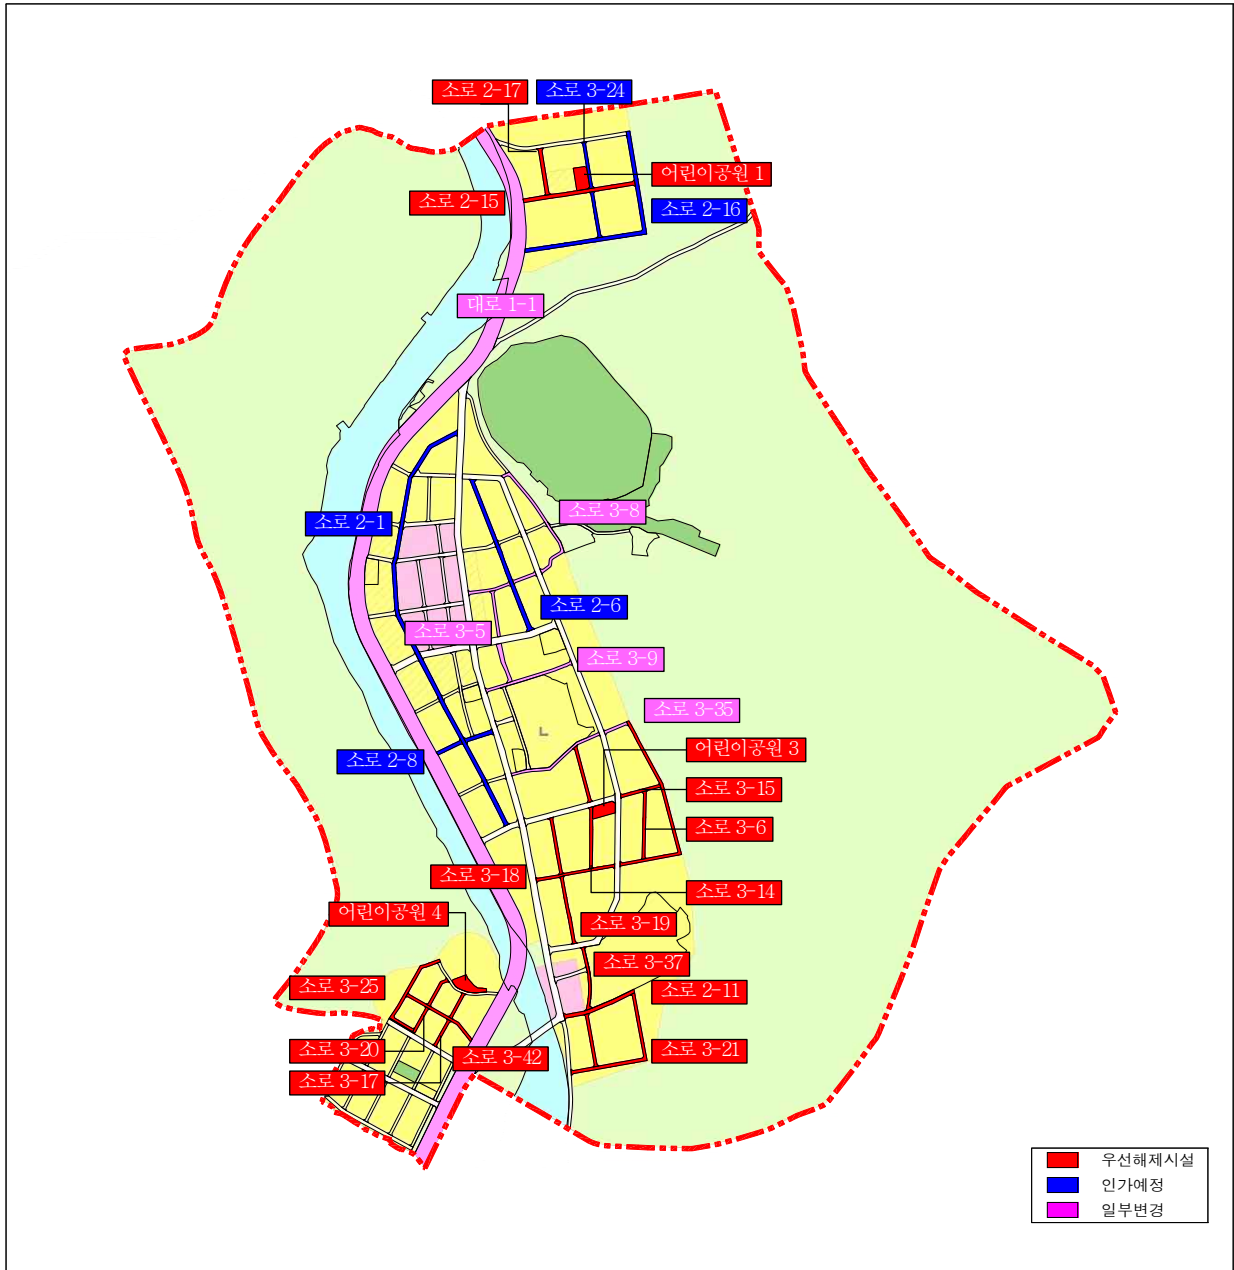 소로 2-17
소로 3-24
어린이공원 1
소로 2-15
소로 2-16
대로 1-1
소로 3-8
소로 2-1
소로 2-6
소로 3-5
소로 3-9
소로 3-35
어린이공원 3
소로 2-8
소로 3-15
소로 3-6
소로 3-18
소로 3-14
어린이공원 4
소로 3-19
소로 3-37
소로 3-25
소로 2-11
소로 3-20
소로 3-42
소로 3-21
소로 3-17
우선해제시설
인가예정
일부변경